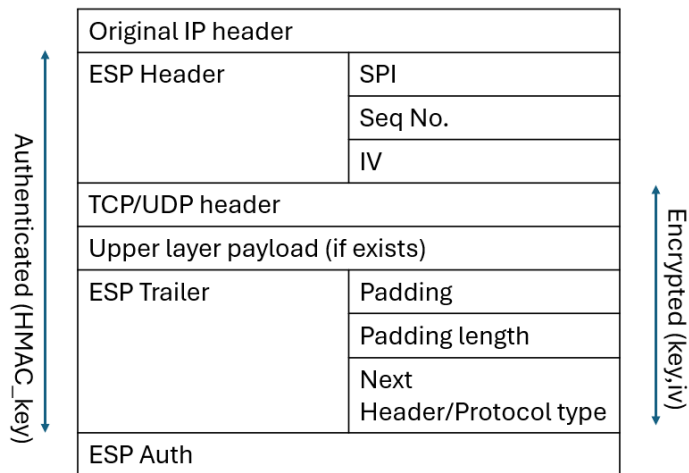 Original IP header
ESP Header
SPI
Seq No.
IV
TCP/UDP header
Upper layer payload (if exists)
ESP Trailer
Padding
Padding length
Next
Header/Protocol type
ESP Auth
Authenticated (HMAC_key)
Encrypted (key,iv)